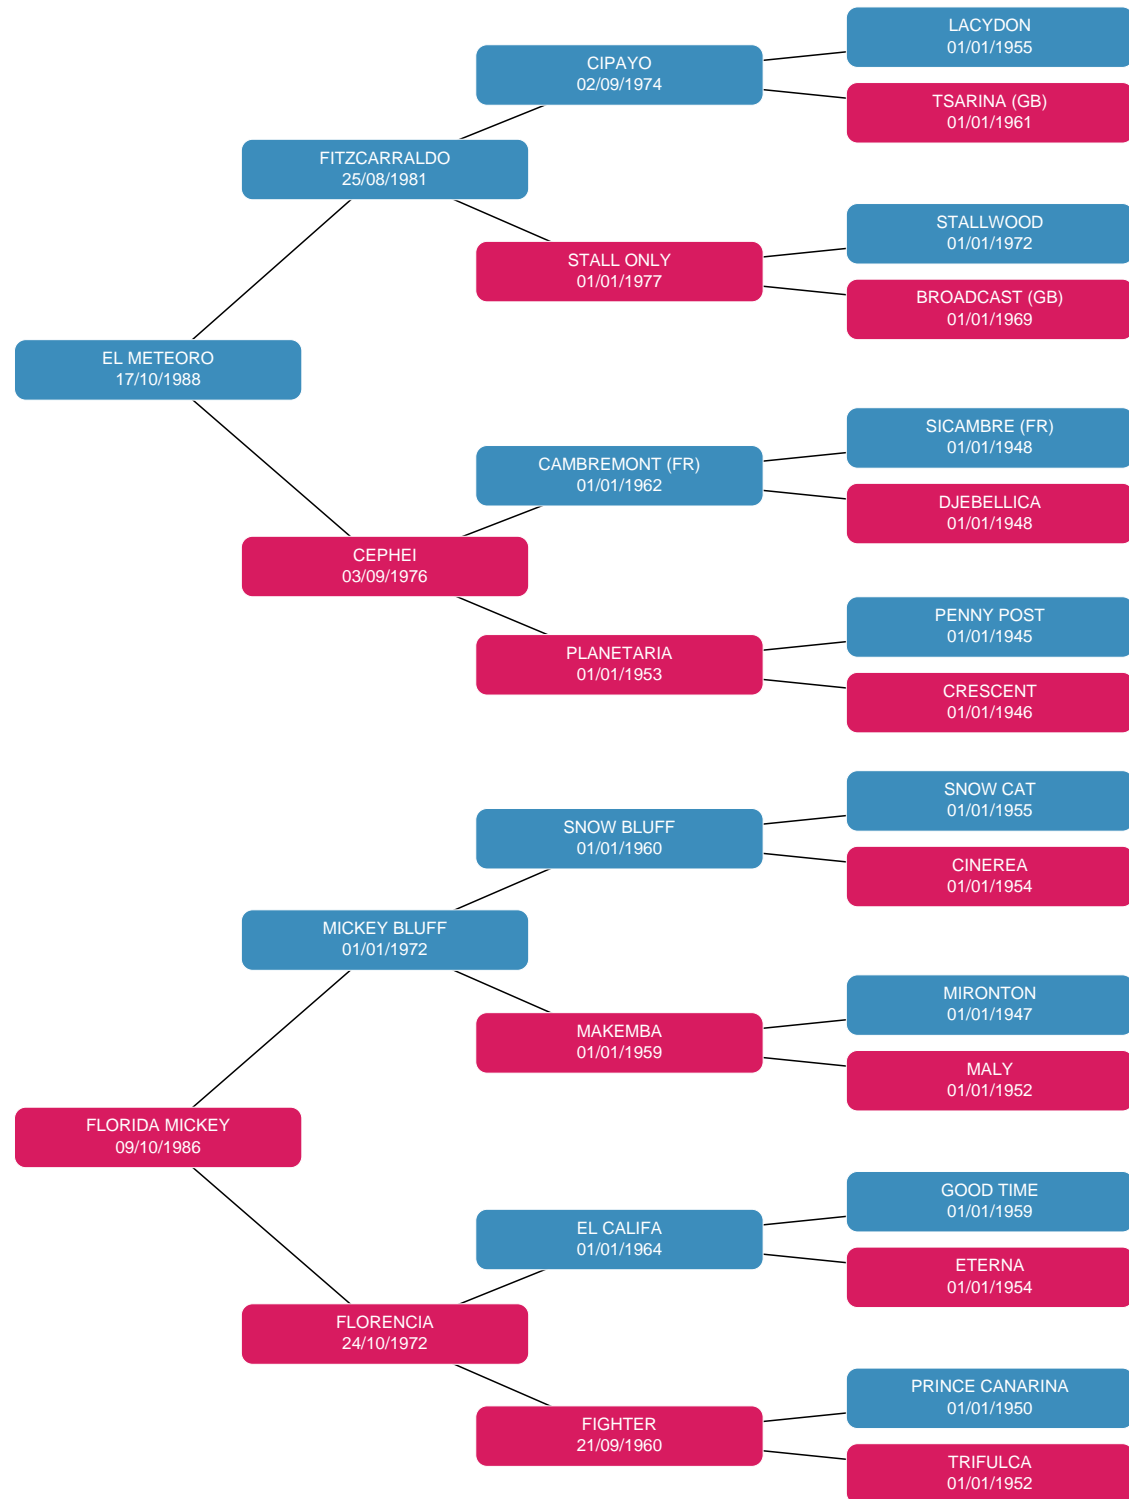 LACYDON
01/01/1955
CIPAYO
02/09/1974
TSARINA (GB)
01/01/1961
FITZCARRALDO
25/08/1981
STALLWOOD
01/01/1972
STALL ONLY
01/01/1977
BROADCAST (GB)
01/01/1969
EL METEORO
17/10/1988
SICAMBRE (FR)
01/01/1948
CAMBREMONT (FR)
01/01/1962
DJEBELLICA
01/01/1948
CEPHEI
03/09/1976
PENNY POST
01/01/1945
PLANETARIA
01/01/1953
CRESCENT
01/01/1946
SNOW CAT
01/01/1955
SNOW BLUFF
01/01/1960
CINEREA
01/01/1954
MICKEY BLUFF
01/01/1972
MIRONTON
01/01/1947
MAKEMBA
01/01/1959
MALY
01/01/1952
FLORIDA MICKEY
09/10/1986
GOOD TIME
01/01/1959
EL CALIFA
01/01/1964
ETERNA
01/01/1954
FLORENCIA
24/10/1972
PRINCE CANARINA
01/01/1950
FIGHTER
21/09/1960
TRIFULCA
01/01/1952